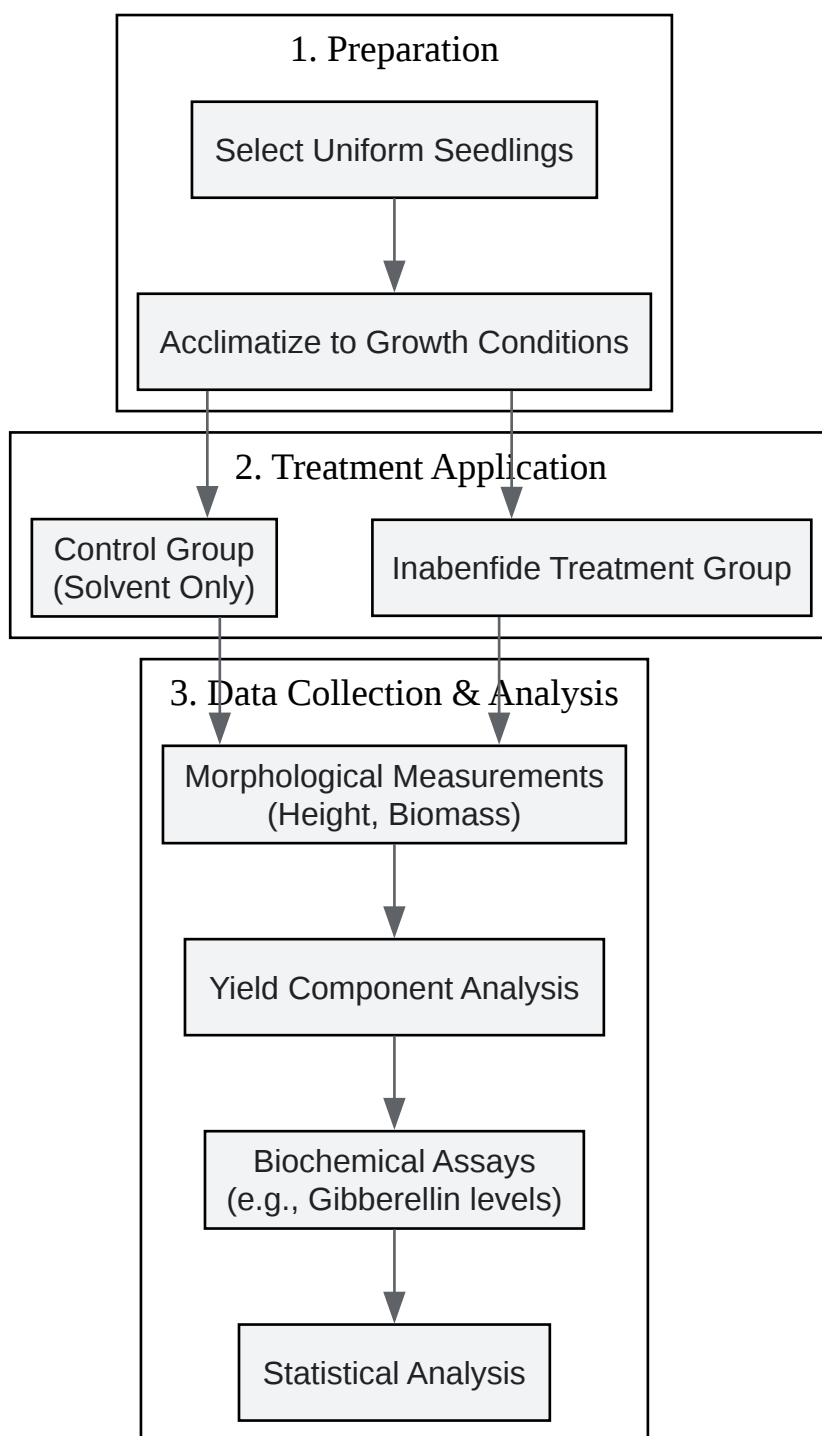 1. Preparation
Select Uniform Seedlings
Acclimatize to Growth Conditions
2. Treatment Application
Control Group
(Solvent Only)
Inabenfide Treatment Group
3. Data Collection & Analysis
Morphological Measurements
(Height, Biomass)
Yield Component Analysis
Biochemical Assays
(e.g., Gibberellin levels)
Statistical Analysis